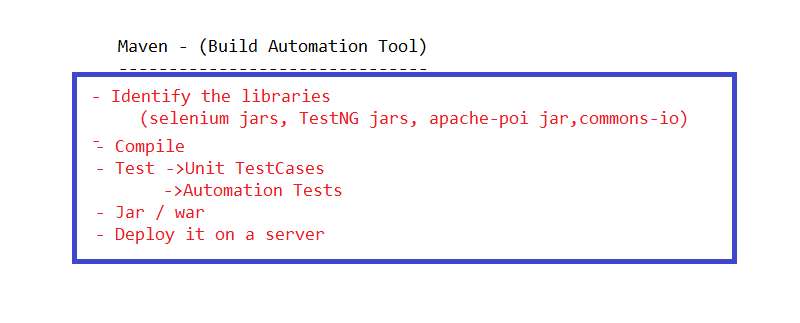 Maven - (Build Automation Tool)
-------------------------------
- Identify the libraries
(selenium jars, TestNG jars, apache-poi jar,commons-io)
-
- Compile
- Test ->Unit TestCases
->Automation Tests
- Jar / war
- Deploy it on a server